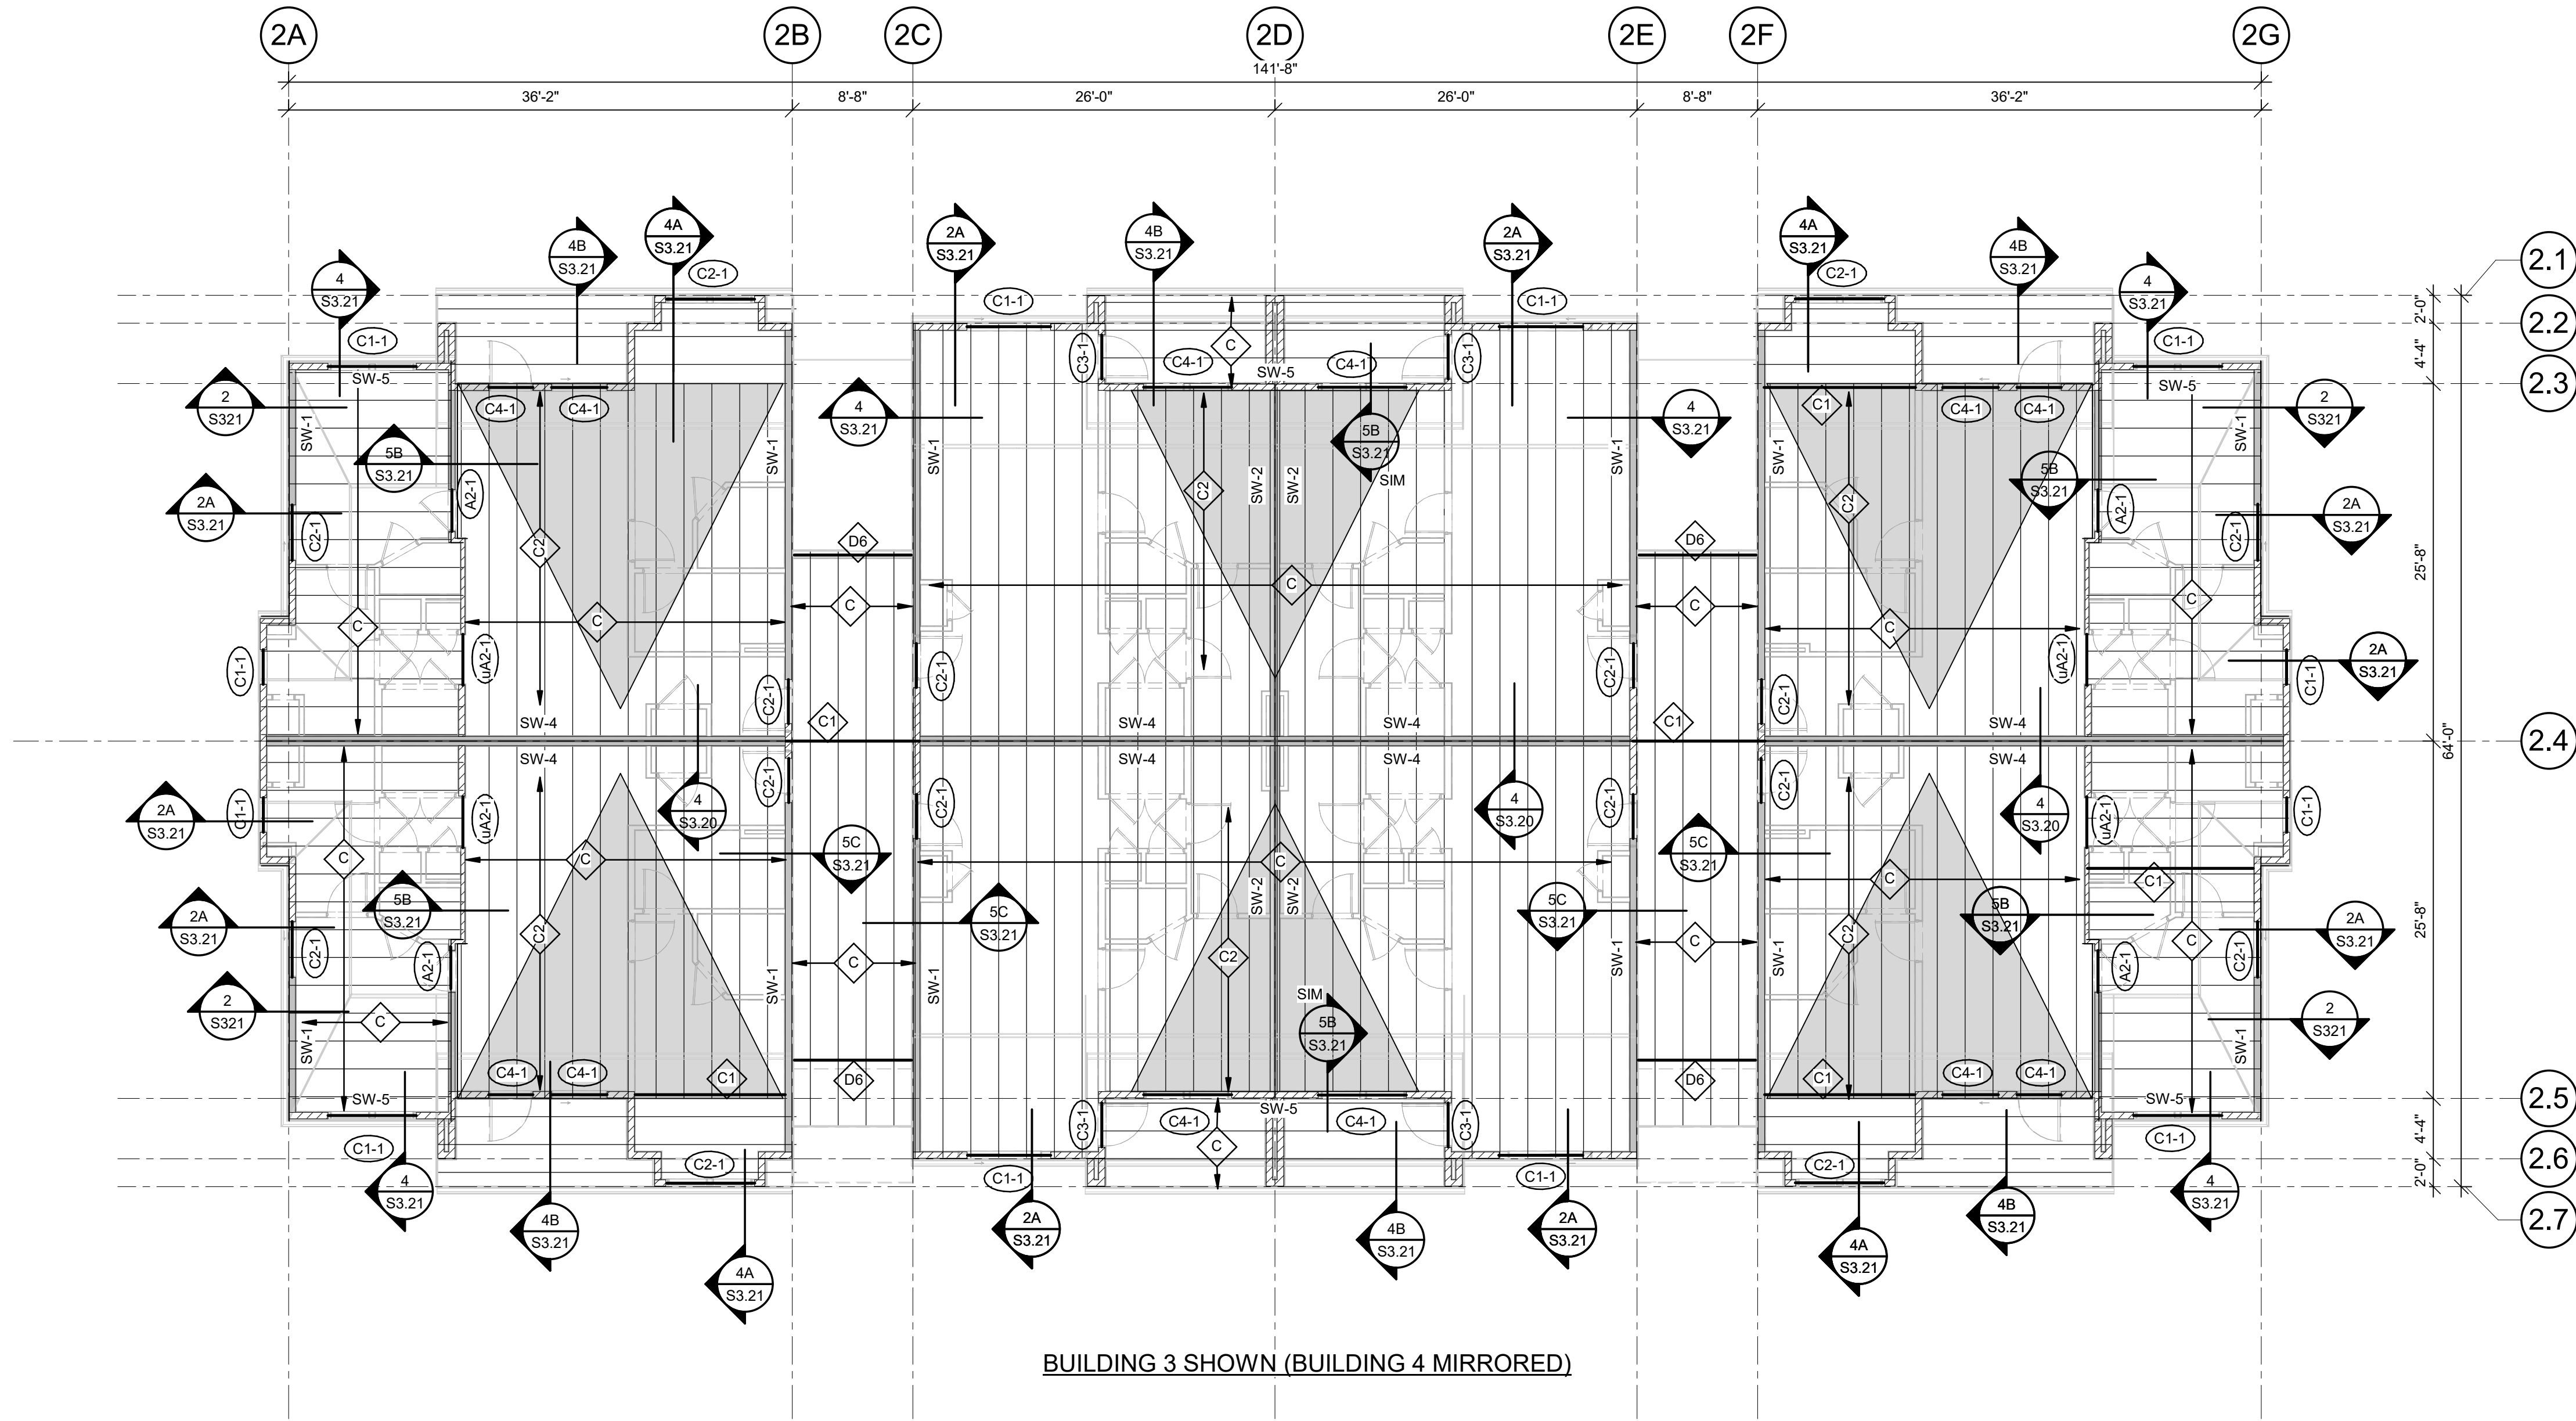 2A
2B
2C
2D
2E
2F
2G
141'-8"
36'-2"
8'-8"
26'-0"
26'-0"
8'-8"
36'-2"
4A
S3.21
4A
S3.21
4B
S3.21
2A
S3.21
4B
S3.21
2A
S3.21
4B
S3.21
2.1
4
S3.21
C2-1
C2-1
4
S3.21
C1-1
C1-1
2'-0"
2.2
C1-1
C3-1
C4-1
C
C4-1
C3-1
C1-1
4'-4"
SW-5
SW-5
SW-5
2.3
2
S321
C4-1
C4-1
4
S3.21
4
S3.21
C1
C4-1
C4-1
2
S321
SW-1
5B
S3.21
SW-1
SW-1
5B
S3.21
SIM
SW-1
SW-1
5B
S3.21
SW-1
2A
S3.21
A2-1
C2
SW-2
SW-2
C2
A2-1
2A
S3.21
C2-1
C2
D6
D6
C2-1
25'-8"
C
C
C
C
C
C
C
C1-1
uA2-1
C2-1
C2-1
C2-1
C2-1
uA2-1
2A
S3.21
C1-1
SW-4
C1
SW-4
SW-4
C1
SW-4
2.4
64'-0"
SW-4
SW-4
SW-4
SW-4
2A
S3.21
C1-1
uA2-1
C2-1
4
S3.20
C2-1
4
S3.20
C2-1
C2-1
4
S3.20
uA2-1
C1-1
C
C
5C
S3.21
C
5C
S3.21
C
C1
5B
S3.21
SW-2
SW-2
5C
S3.21
5C
S3.21
5B
S3.21
25'-8"
2A
S3.21
C2-1
A2-1
C2
C
C2
C
C2
A2-1
C
C2-1
2A
S3.21
SW-1
SW-1
SW-1
SW-1
2
S321
C
SW-1
SIM
5B
S3.21
2
S321
SW-1
C4-1
C4-1
C1
D6
D6
C1
C4-1
C4-1
SW-5
SW-5
SW-5
2.5
C1-1
C3-1
C4-1
C
C4-1
C3-1
C1-1
4'-4"
2.6
C2-1
C1-1
C1-1
C2-1
2'-0"
4
S3.21
4
S3.21
2.7
4B
S3.21
2A
S3.21
4B
S3.21
2A
S3.21
4B
S3.21
4A
S3.21
4A
S3.21
BUILDING 3 SHOWN (BUILDING 4 MIRRORED)